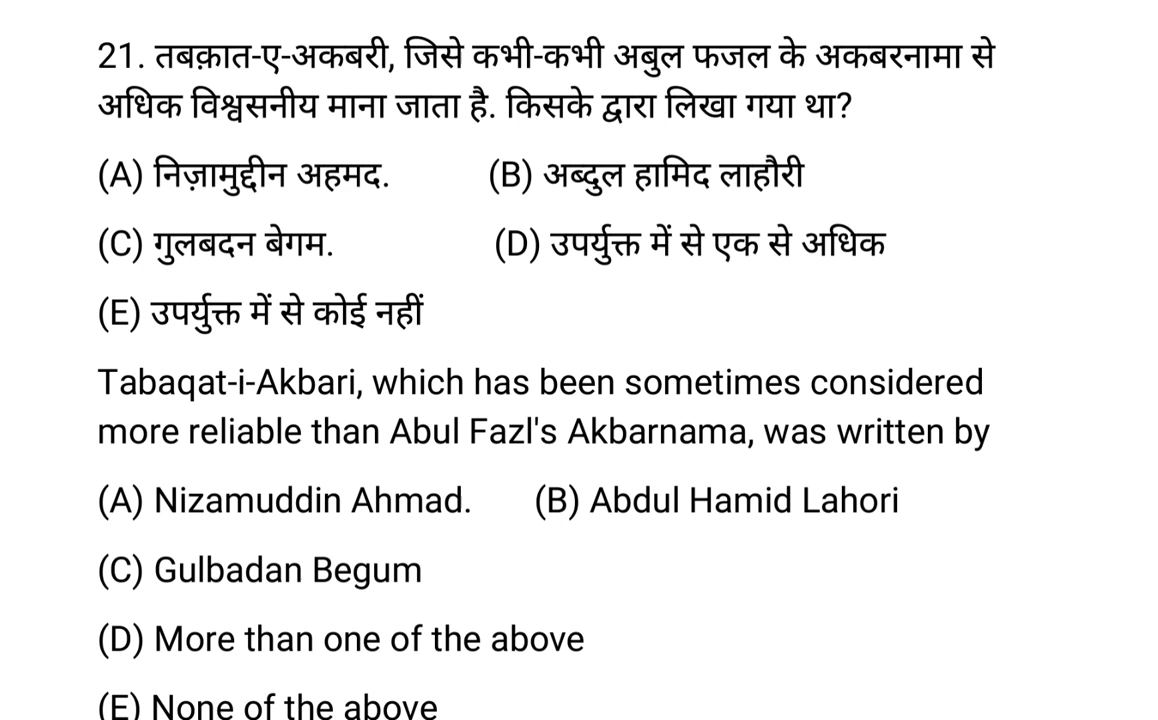 21. तबक़ात-ए-अकबरी, जिसे कभी-कभी अबुल फजल के अकबरनामा से
अधिक विश्वसनीय माना जाता है. किसके द्वारा लिखा गया था?
(A) निज़ामुद्दीन अहमद. (B) अब्दुल हामिद लाहौरी
(C) गुलबदन बेगम. (D) उपर्युक्त में से एक से अधिक
(E) उपर्युक्त में से कोई नहीं
Tabaqat-i-Akbari, which has been sometimes considered
more reliable than Abul Fazl's Akbarnama, was written by
(A) Nizamuddin Ahmad. (B) Abdul Hamid Lahori
(C) Gulbadan Begum
(D) More than one of the above
(E) None of the above